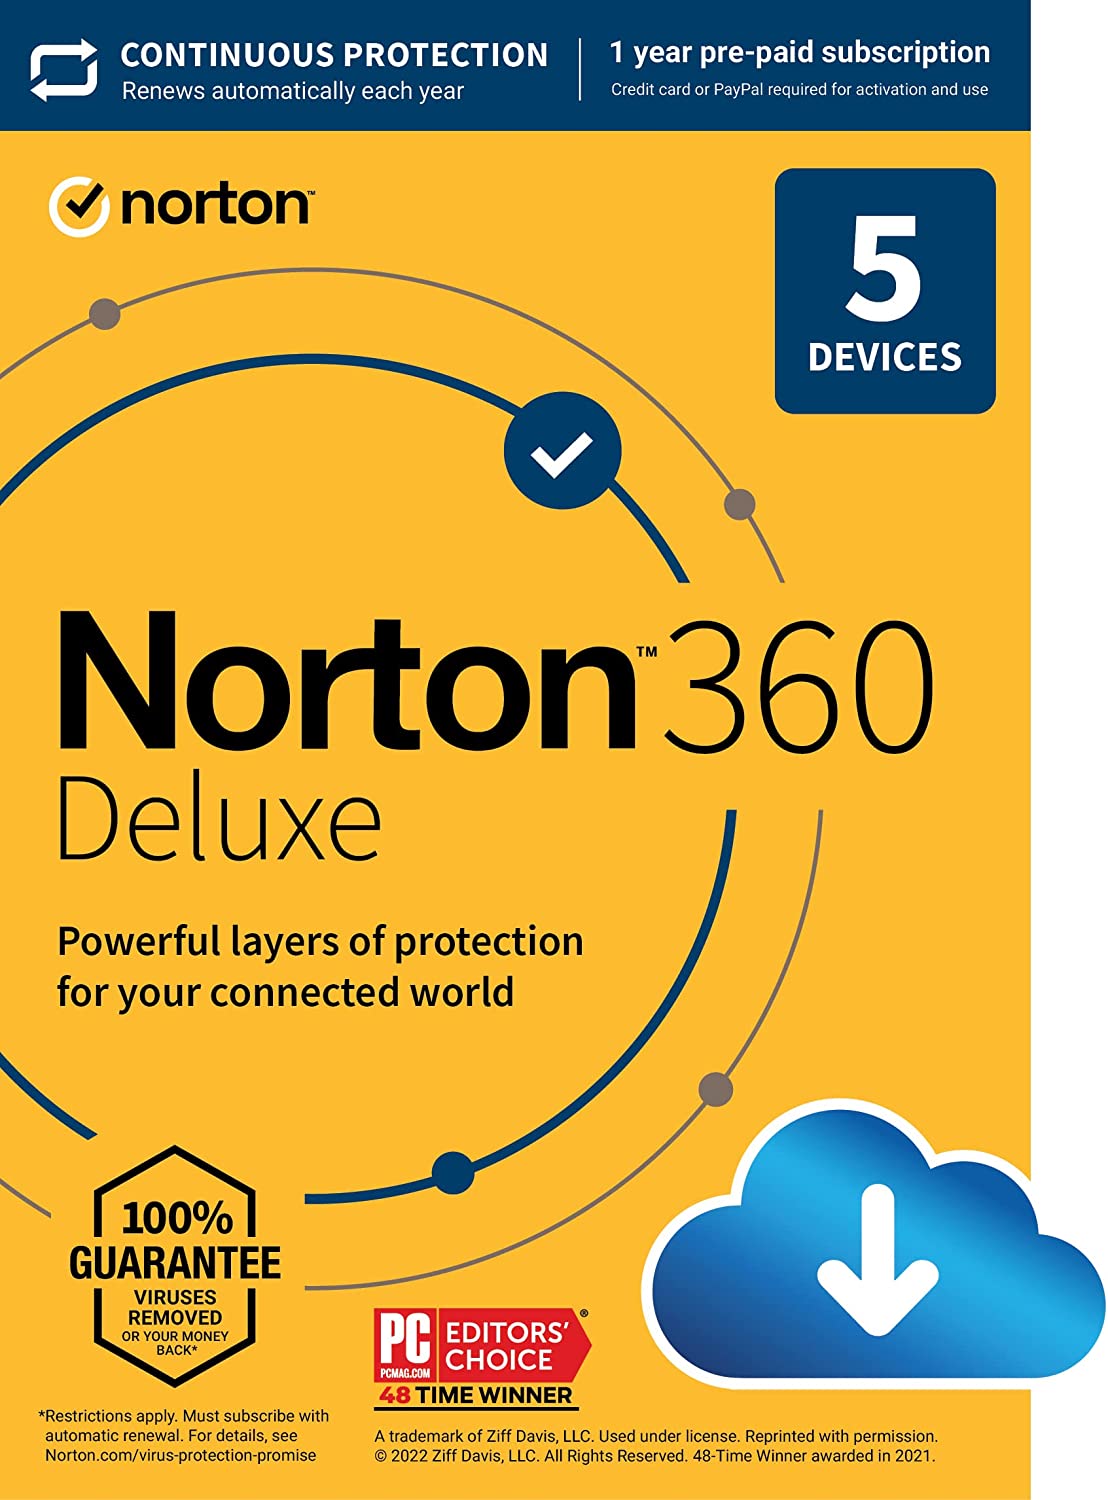 CONTINUOUS PROTECTION
Renews automatically each year
1 year pre-paid subscription
Credit card or PayPal required for activation and use
norton™
5
DEVICES
Norton™ 360
Deluxe
Powerful layers of protection
for your connected world
100%
GUARANTEE
VIRUSES
REMOVED
OR YOUR MONEY
BACK*
*Restrictions apply. Must subscribe with
automatic renewal. For details, see
Norton.com/virus-protection-promise
PC
PCMAG.COM
EDITORS'
CHOICE
®
48 TIME WINNER
A trademark of Ziff Davis, LLC. Used under license. Reprinted with permission.
© 2022 Ziff Davis, LLC. All Rights Reserved. 48-Time Winner awarded in 2021.